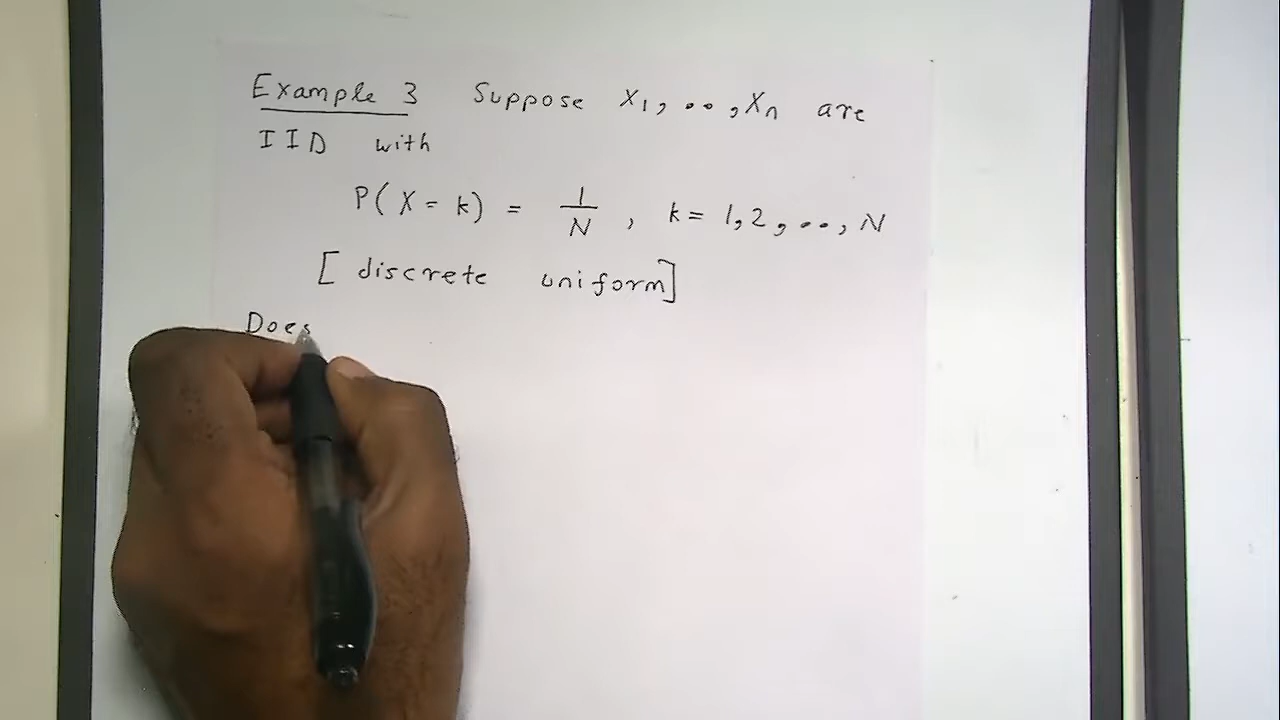 Example 3 Suppose X₁, .., Xn are
IID with
P(X = k) = 1/N , k = 1, 2, .., N
[discrete uniform]
Does